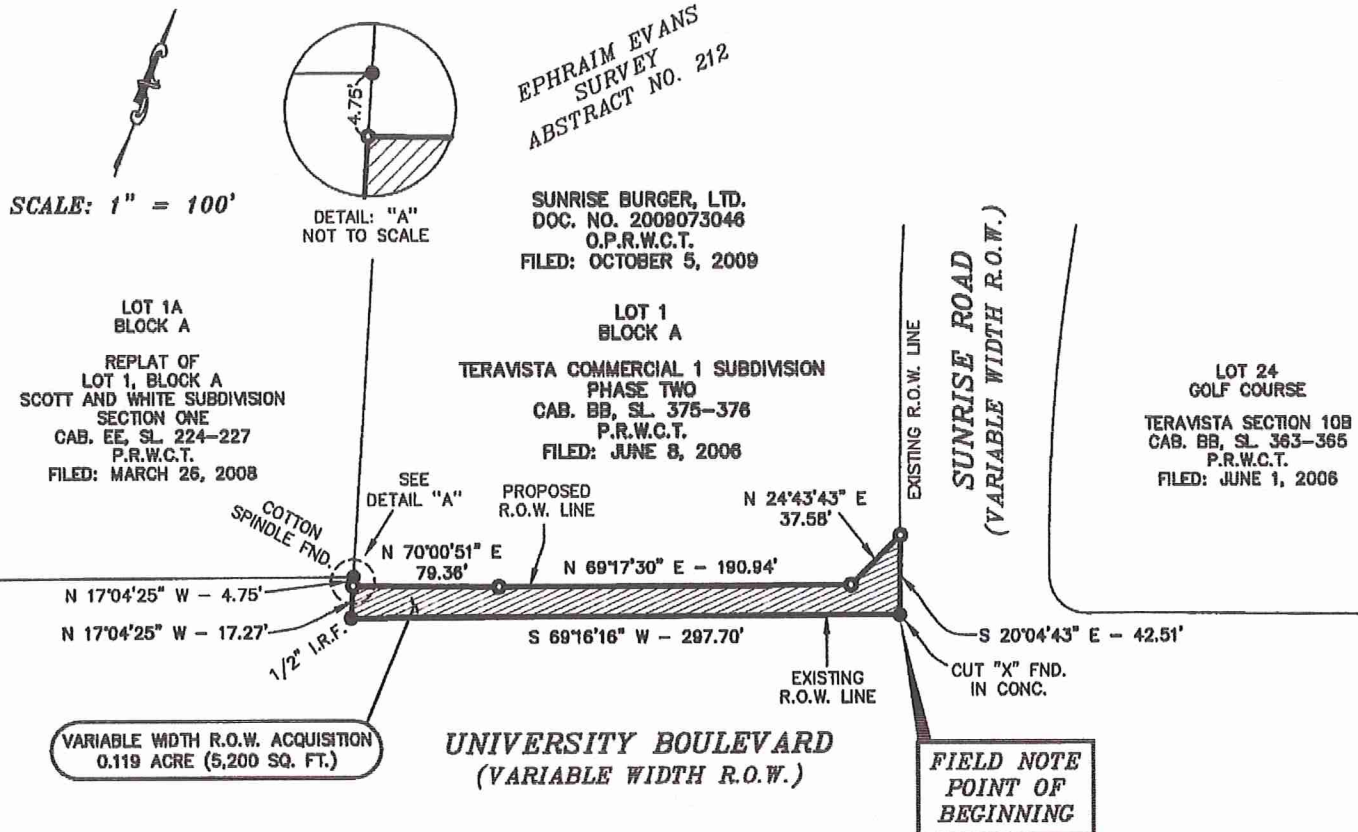 EPHRAIM EVANS
SURVEY
ABSTRACT NO. 212
4.75'
SCALE: 1" = 100'
DETAIL: "A"
NOT TO SCALE
SUNRISE BURGER, LTD.
DOC. NO. 2009073046
O.P.R.W.C.T.
FILED: OCTOBER 5, 2009
LOT 1A
BLOCK A
REPLAT OF
LOT 1, BLOCK A
SCOTT AND WHITE SUBDIVISION
SECTION ONE
CAB. EE, SL. 224-227
P.R.W.C.T.
FILED: MARCH 26, 2008
LOT 1
BLOCK A
TERAVISTA COMMERCIAL 1 SUBDIVISION
PHASE TWO
CAB. BB, SL. 375-376
P.R.W.C.T.
FILED: JUNE 8, 2006
EXISTING R.O.W. LINE
SUNRISE ROAD
(VARIABLE WIDTH R.O.W.)
LOT 24
GOLF COURSE
TERAVISTA SECTION 10B
CAB. BB, SL. 363-365
P.R.W.C.T.
FILED: JUNE 1, 2006
SEE
DETAIL "A"
PROPOSED
R.O.W. LINE
N 24°43'43" E
37.58'
COTTON
SPINDLE FND.
N 70°00'51" E
79.36'
N 69°17'30" E - 190.94'
N 17°04'25" W - 4.75'
N 17°04'25" W - 17.27'
1/2" I.R.F.
S 69°16'16" W - 297.70'
S 20°04'43" E - 42.51'
EXISTING
R.O.W. LINE
CUT "X" FND.
IN CONC.
VARIABLE WIDTH R.O.W. ACQUISITION
0.119 ACRE (5,200 SQ. FT.)
UNIVERSITY BOULEVARD
(VARIABLE WIDTH R.O.W.)
FIELD NOTE
POINT OF
BEGINNING